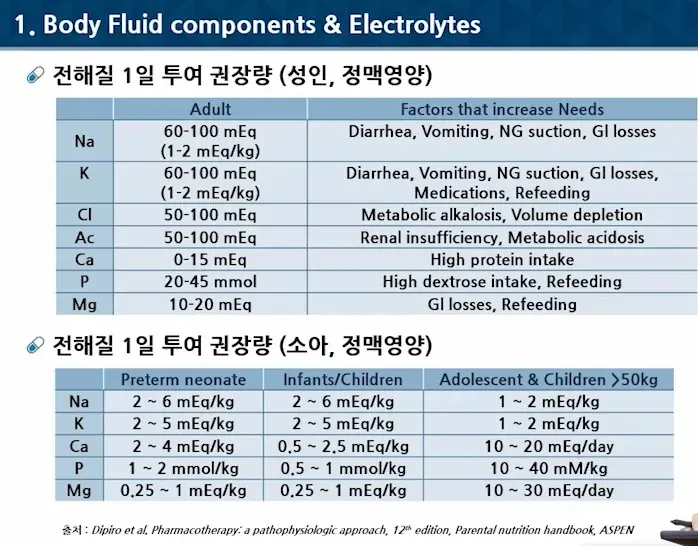 1. Body Fluid components & Electrolytes
전해질 1일 투여 권장량 (성인, 정맥영양)
Adult Factors that increase Needs
Na 60-100 mEq (1-2 mEq/kg) Diarrhea, Vomiting, NG suction, GI losses
K 60-100 mEq (1-2 mEq/kg) Diarrhea, Vomiting, NG suction, GI losses, Medications, Refeeding
Cl 50-100 mEq Metabolic alkalosis, Volume depletion
Ac 50-100 mEq Renal insufficiency, Metabolic acidosis
Ca 0-15 mEq High protein intake
P 20-45 mmol High dextrose intake, Refeeding
Mg 10-20 mEq GI losses, Refeeding
전해질 1일 투여 권장량 (소아, 정맥영양)
Preterm neonate Infants/Children Adolescent & Children >50kg
Na 2 ~ 6 mEq/kg 2 ~ 6 mEq/kg 1 ~ 2 mEq/kg
K 2 ~ 5 mEq/kg 2 ~ 5 mEq/kg 1 ~ 2 mEq/kg
Ca 2 ~ 4 mEq/kg 0.5 ~ 2.5 mEq/kg 10 ~ 20 mEq/day
P 1 ~ 2 mmol/kg 0.5 ~ 1 mmol/kg 10 ~ 40 mM/kg
Mg 0.25 ~ 1 mEq/kg 0.25 ~ 1 mEq/kg 10 ~ 30 mEq/day
출처 : Dipiro et al, Pharmacotherapy: a pathophysiologic approach, 12th edition, Parental nutrition handbook, ASPEN